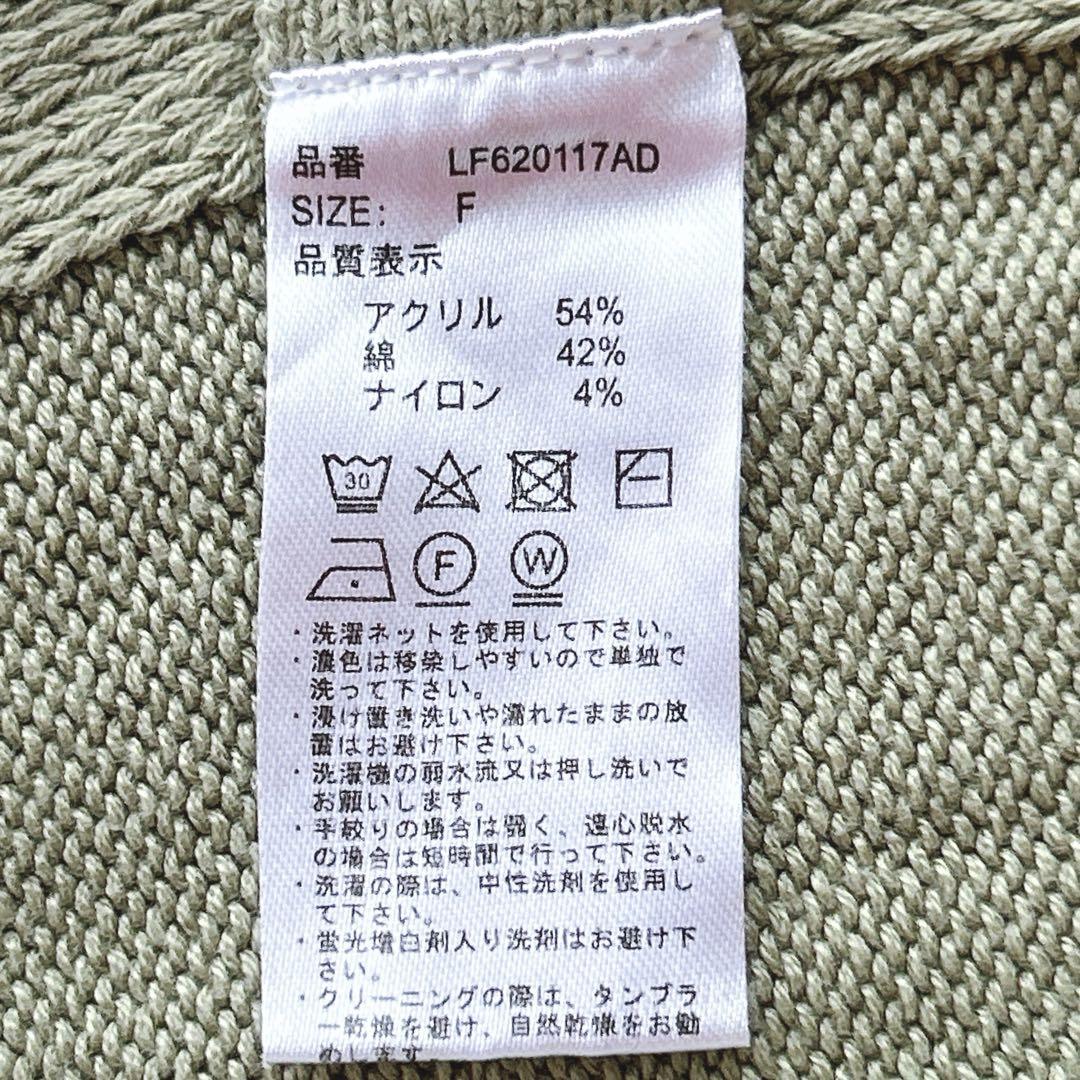 品番 LF620117AD
SIZE: F
品質表示
アクリル 54%
綿 42%
ナイロン 4%
30
F W
・洗濯ネットを使用して下さい。
・濃色は移染しやすいので単独で
洗って下さい。
・浸け置き洗いや濡れたままの放
置はお避け下さい。
・洗濯機の弱水流又は押し洗いで
お願いします。
・手絞りの場合は弱く、遠心脱水
の場合は短時間で行って下さい。
・洗濯の際は、中性洗剤を使用し
て下さい。
・蛍光増白剤入り洗剤はお避け下
さい。
・クリーニングの際は、タンブラ
ー乾燥を避け、自然乾燥をお勧
めします